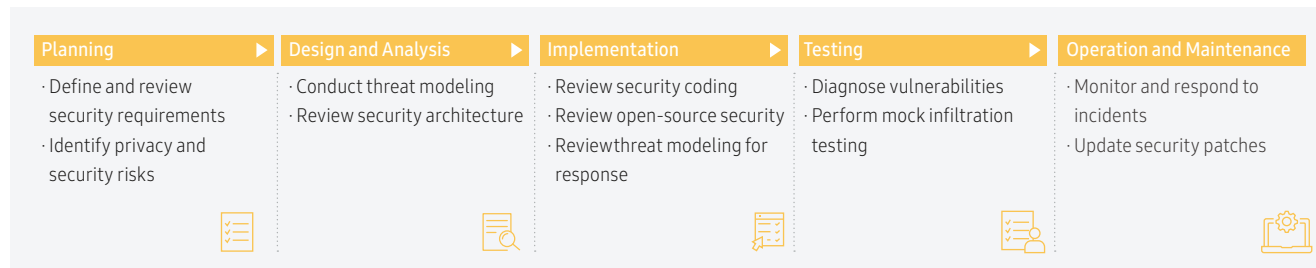 Planning
· Define and review
security requirements
· Identify privacy and
security risks
Design and Analysis
· Conduct threat modeling
· Review security architecture
Implementation
· Review security coding
· Review open-source security
· Reviewthreat modeling for
response
Testing
· Diagnose vulnerabilities
· Perform mock infiltration
testing
Operation and Maintenance
· Monitor and respond to
incidents
· Update security patches